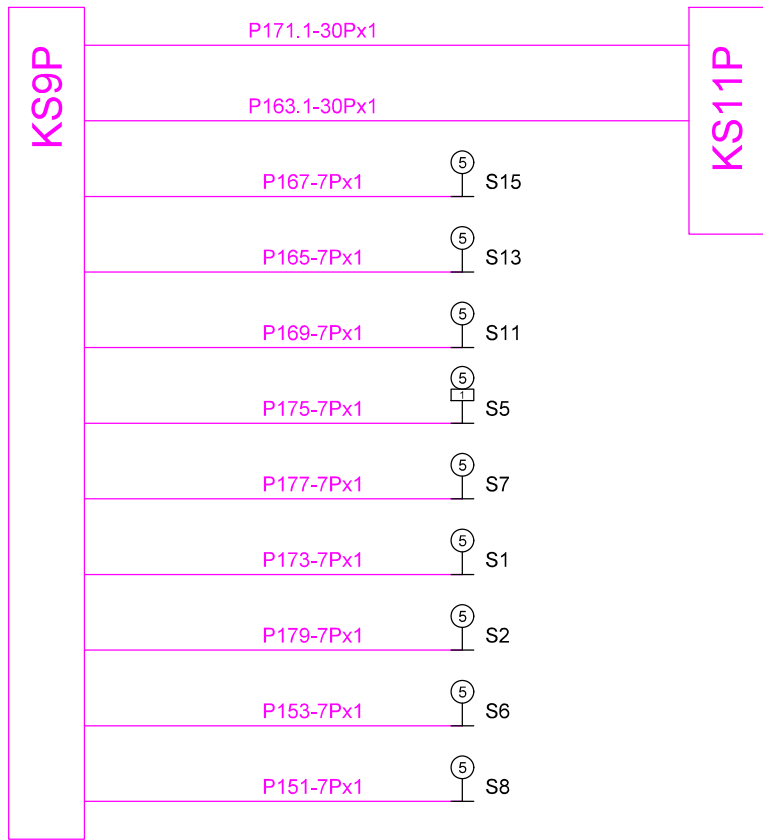 KS9P
KS11P
P171.1-30Px1
P163.1-30Px1
5
P167-7Px1 S15
5
P165-7Px1 S13
5
P169-7Px1 S11
5
1
P175-7Px1 S5
5
P177-7Px1 S7
5
P173-7Px1 S1
5
P179-7Px1 S2
5
P153-7Px1 S6
5
P151-7Px1 S8